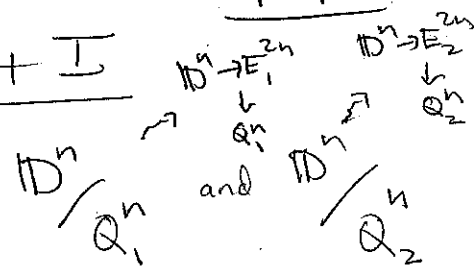 + I
𝔻ⁿ → E₁²ⁿ
↓
Q₁ⁿ
𝔻ⁿ → E₂²ⁿ
↓
Q₂ⁿ
𝔻ⁿ / Q₁ⁿ and 𝔻ⁿ / Q₂ⁿ